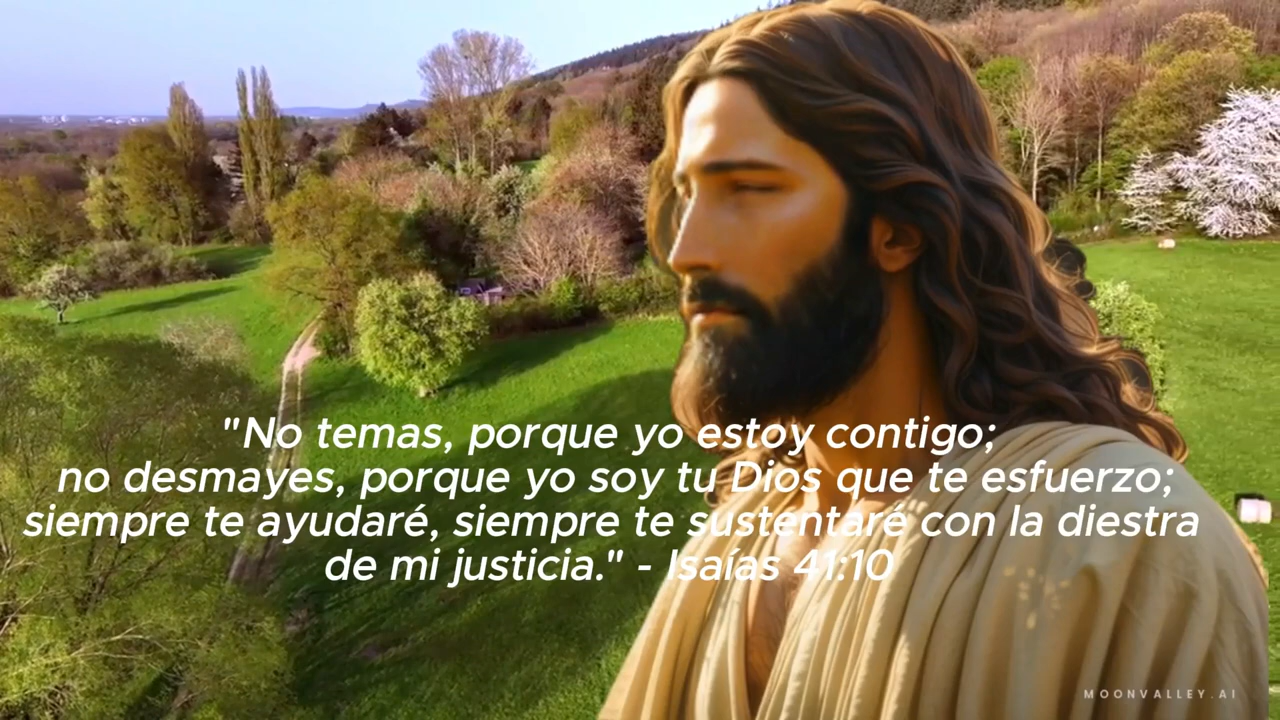 "No temas, porque yo estoy contigo;
no desmayes, porque yo soy tu Dios que te esfuerzo;
siempre te ayudaré, siempre te sustentaré con la diestra
de mi justicia." - Isaías 41:10
MOONVALLEY.AI